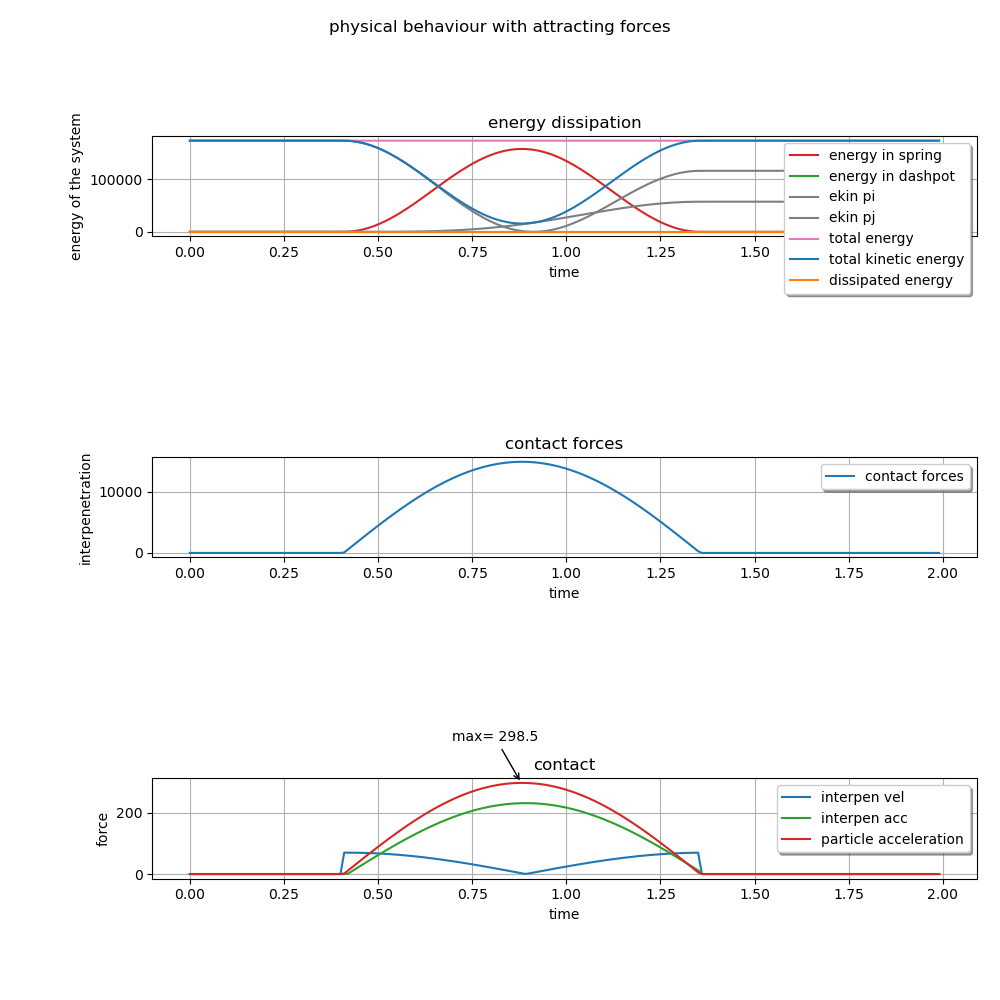 physical behaviour with attracting forces
energy dissipation
energy of the system
100000
0
0.00 0.25 0.50 0.75 1.00 1.25 1.50
time
energy in spring
energy in dashpot
ekin pi
ekin pj
total energy
total kinetic energy
dissipated energy
contact forces
interpenetration
10000
0
0.00 0.25 0.50 0.75 1.00 1.25 1.50 1.75 2.00
time
contact forces
max= 298.5
contact
force
200
0
0.00 0.25 0.50 0.75 1.00 1.25 1.50 1.75 2.00
time
interpen vel
interpen acc
particle acceleration